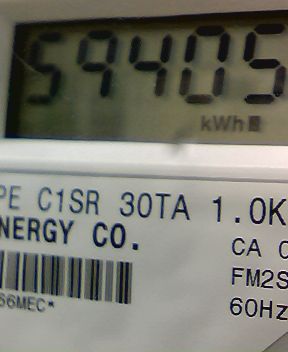 59405
kWh
PE C1SR 30TA 1.0K
NERGY CO.
CA
FM2S
66MEC*
60Hz